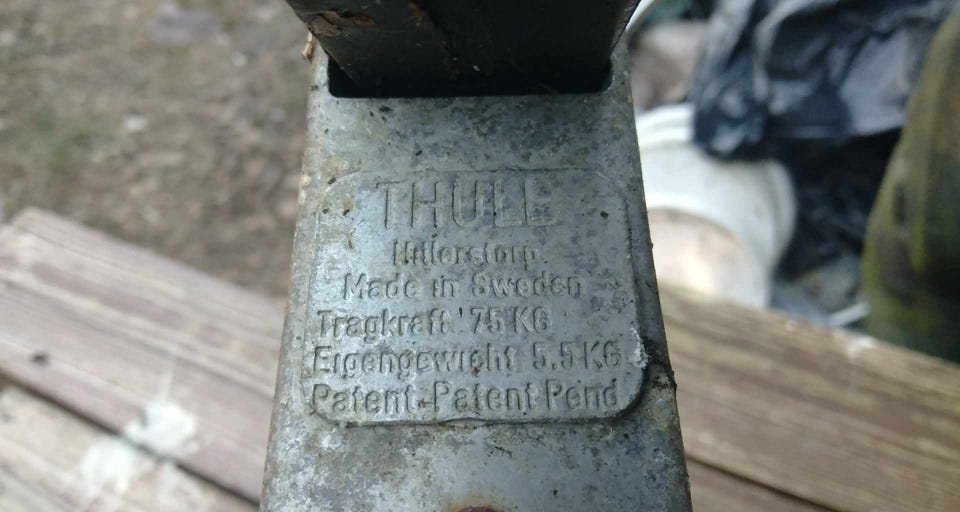 THULE
Hillerstorp.
Made in Sweden
Tragkraft 75 KG
Eigengewicht 5.5 KG
Patent-Patent Pend